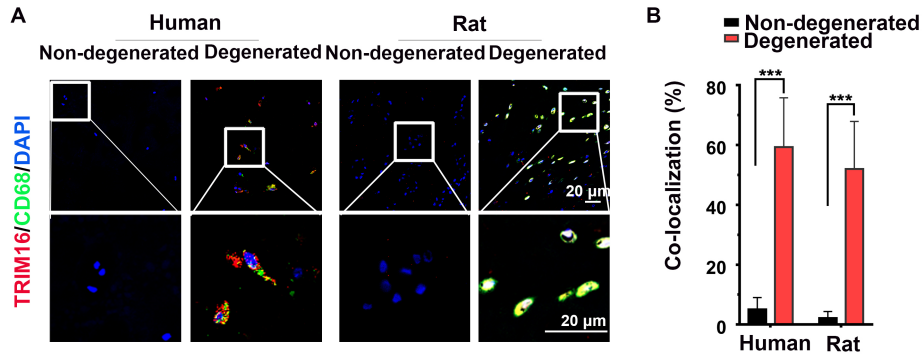 A
Human
Rat
Non-degenerated Degenerated Non-degenerated Degenerated
TRIM16/CD68/DAPI
20 μm
20 μm
B
Non-degenerated
Degenerated
Co-localization (%)
80
60
40
20
0
***
***
Human Rat